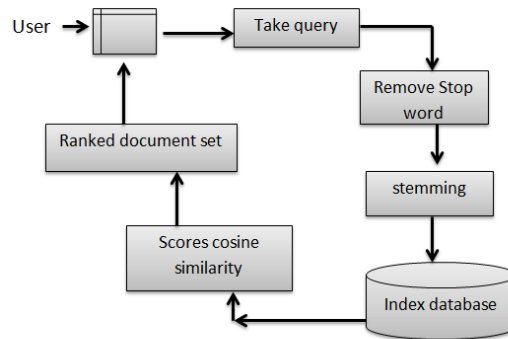 User
Take query
Remove Stop
word
stemming
Index database
Scores cosine
similarity
Ranked document set